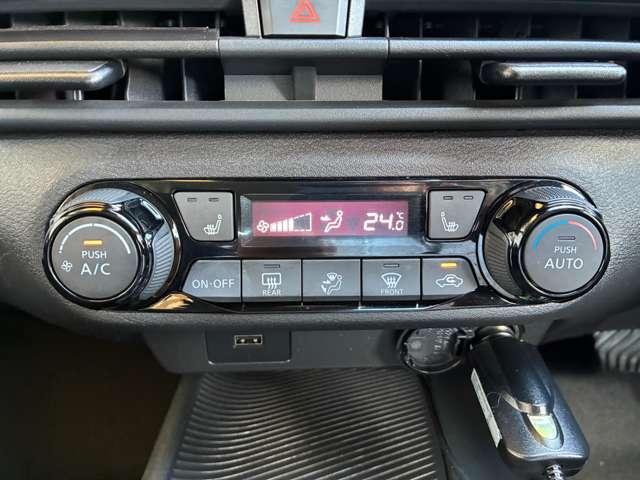 24.0
°C
PUSH
A/C
PUSH
AUTO
ON·OFF
REAR
FRONT